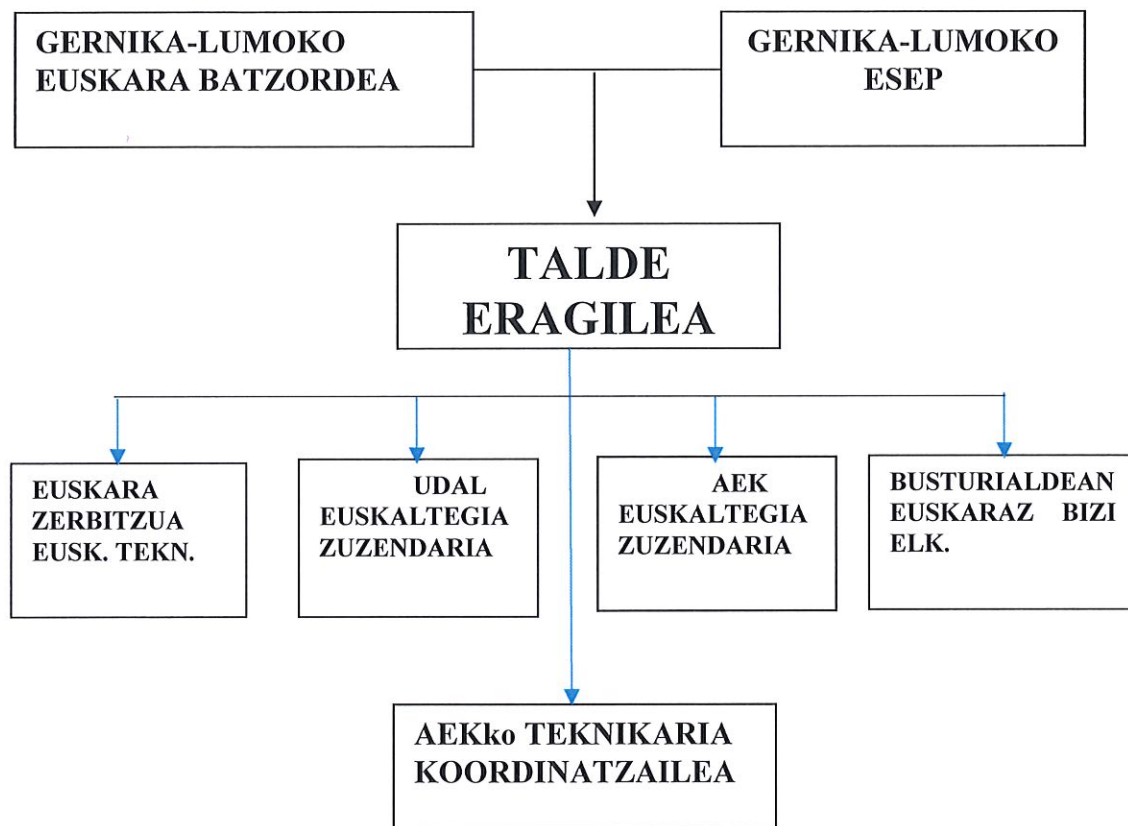 GERNIKA-LUMOKO
EUSKARA BATZORDEA
GERNIKA-LUMOKO
ESEP
TALDE
ERAGILEA
EUSKARA
ZERBITZUA
EUSK. TEKN.
UDAL
EUSKALTEGIA
ZUZENDARIA
AEK
EUSKALTEGIA
ZUZENDARIA
BUSTURIALDEAN
EUSKARAZ BIZI
ELK.
AEKko TEKNIKARIA
KOORDINATZAILEA